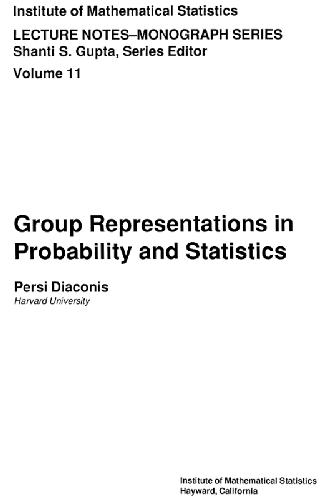 Institute of Mathematical Statistics
LECTURE NOTES–MONOGRAPH SERIES
Shanti S. Gupta, Series Editor
Volume 11
Group Representations in
Probability and Statistics
Persi Diaconis
Harvard University
Institute of Mathematical Statistics
Hayward, California